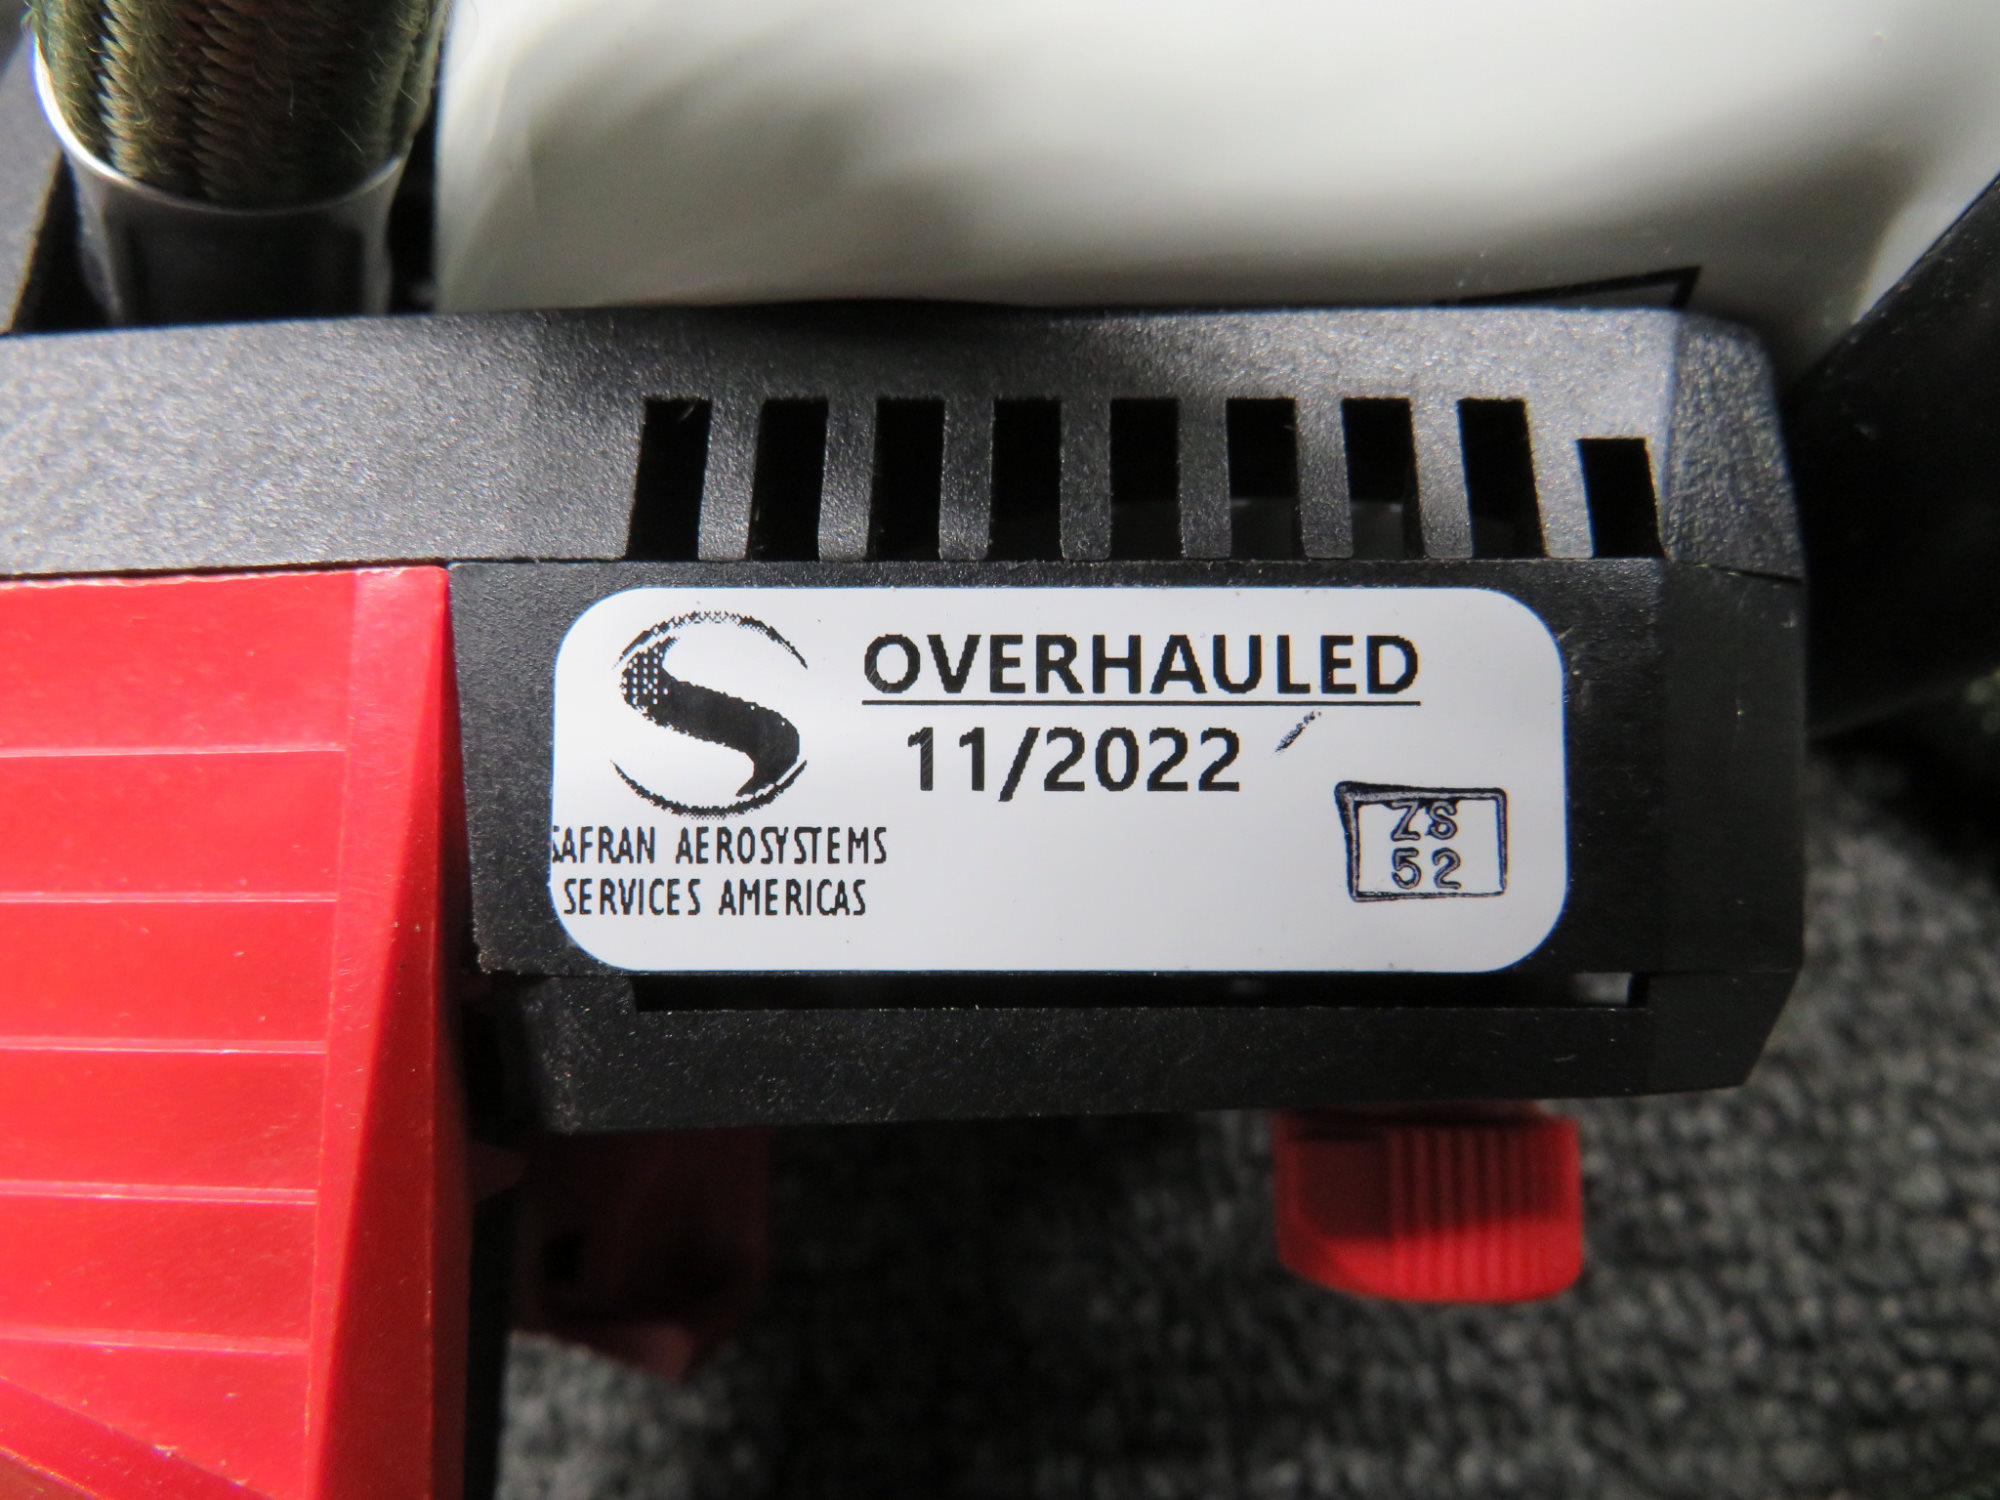 OVERHAULED
11/2022
SAFRAN AEROSYSTEMS
SERVICES AMERICAS
ZS
52